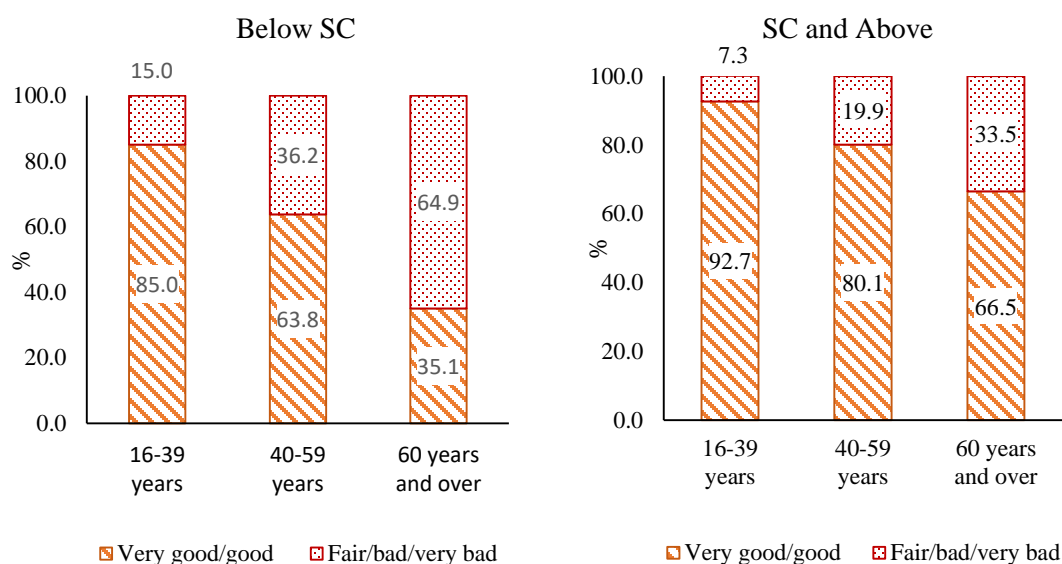 Below SC
15.0
100.0
80.0
60.0
40.0
20.0
0.0
%
36.2
64.9
85.0
63.8
35.1
16-39 years
40-59 years
60 years and over
Very good/good
Fair/bad/very bad
SC and Above
7.3
100.0
80.0
60.0
40.0
20.0
0.0
%
19.9
33.5
92.7
80.1
66.5
16-39 years
40-59 years
60 years and over
Very good/good
Fair/bad/very bad